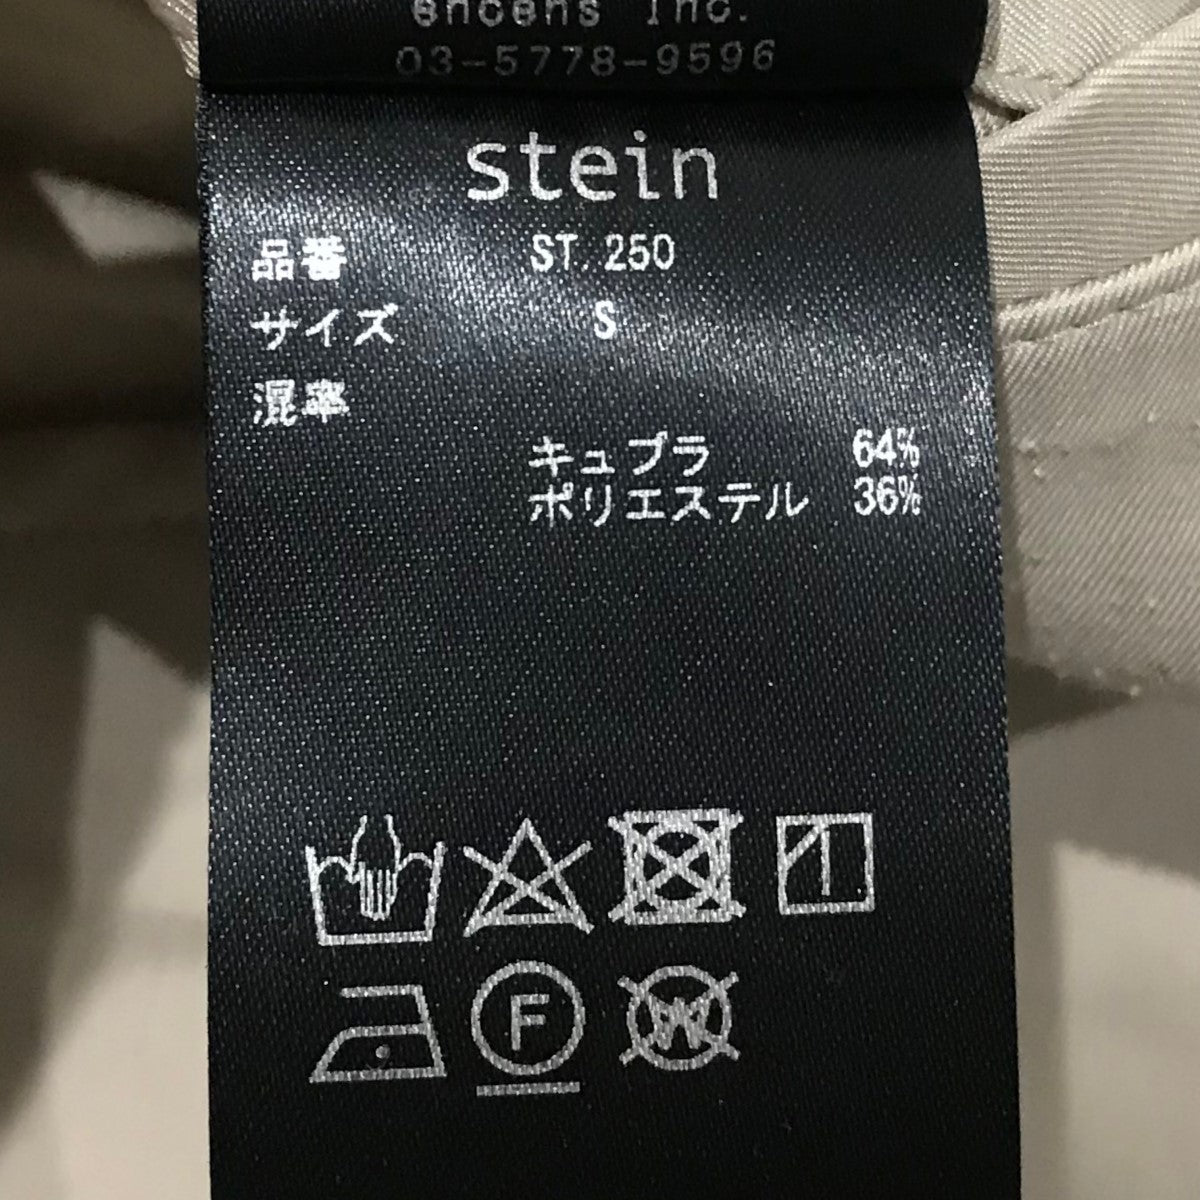 encens Inc.
03-5778-9596
stein
品番 ST. 250
サイズ S
混率
キュプラ 64%
ポリエステル 36%
F
W